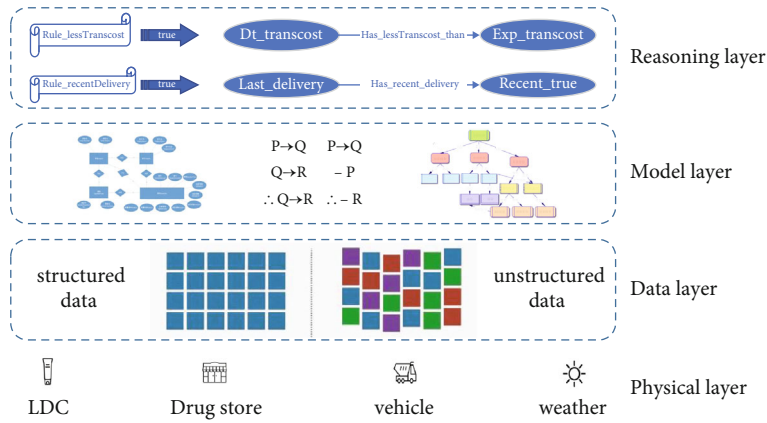 Rule_lessTranscost true Dt_transcost Has_lessTranscost_than Exp_transcost
Reasoning layer
Rule_recentDelivery true Last_delivery Has_recent_delivery Recent_true
P→Q P→Q
Q→R – P
∴ Q→R ∴ – R
Model layer
structured
data
unstructured
data
Data layer
LDC Drug store vehicle weather
Physical layer